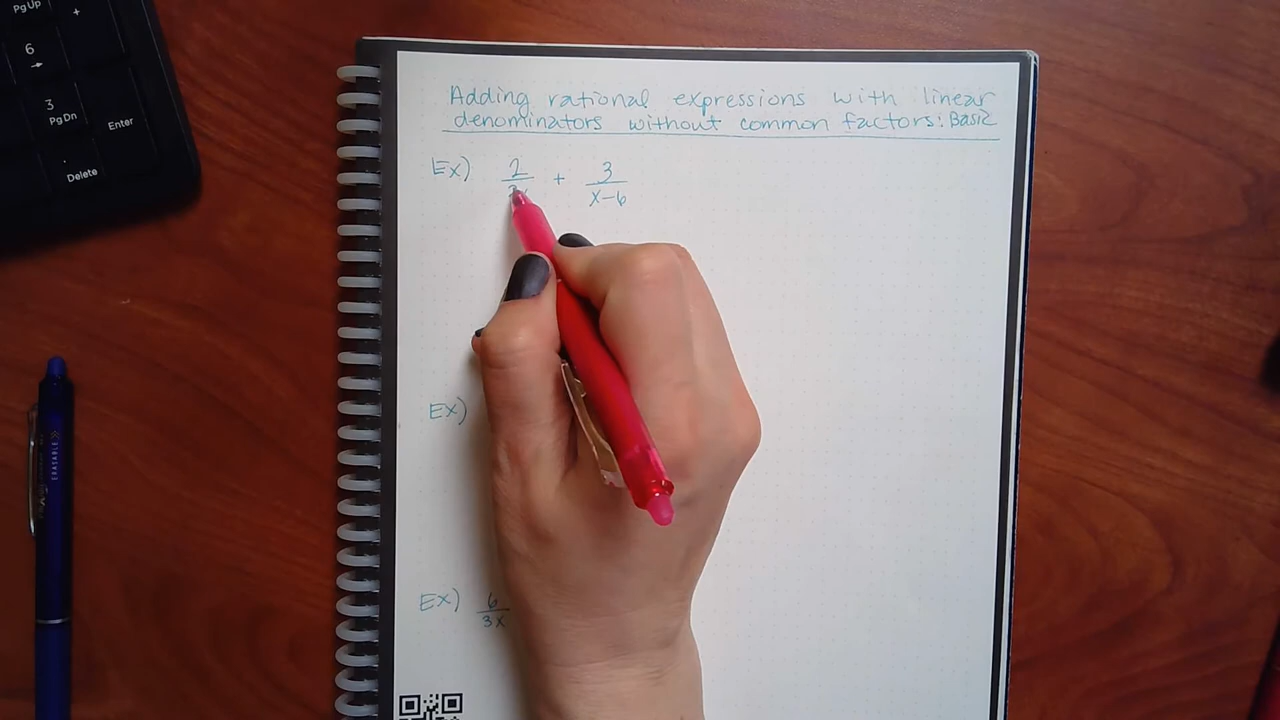 PgUp
+
6
3
PgDn
Enter
.
Delete
ERASABLE
Adding rational expressions with linear
denominators without common factors: Basic
Ex) 2 + 3
x-6
Ex)
Ex) 6
3x